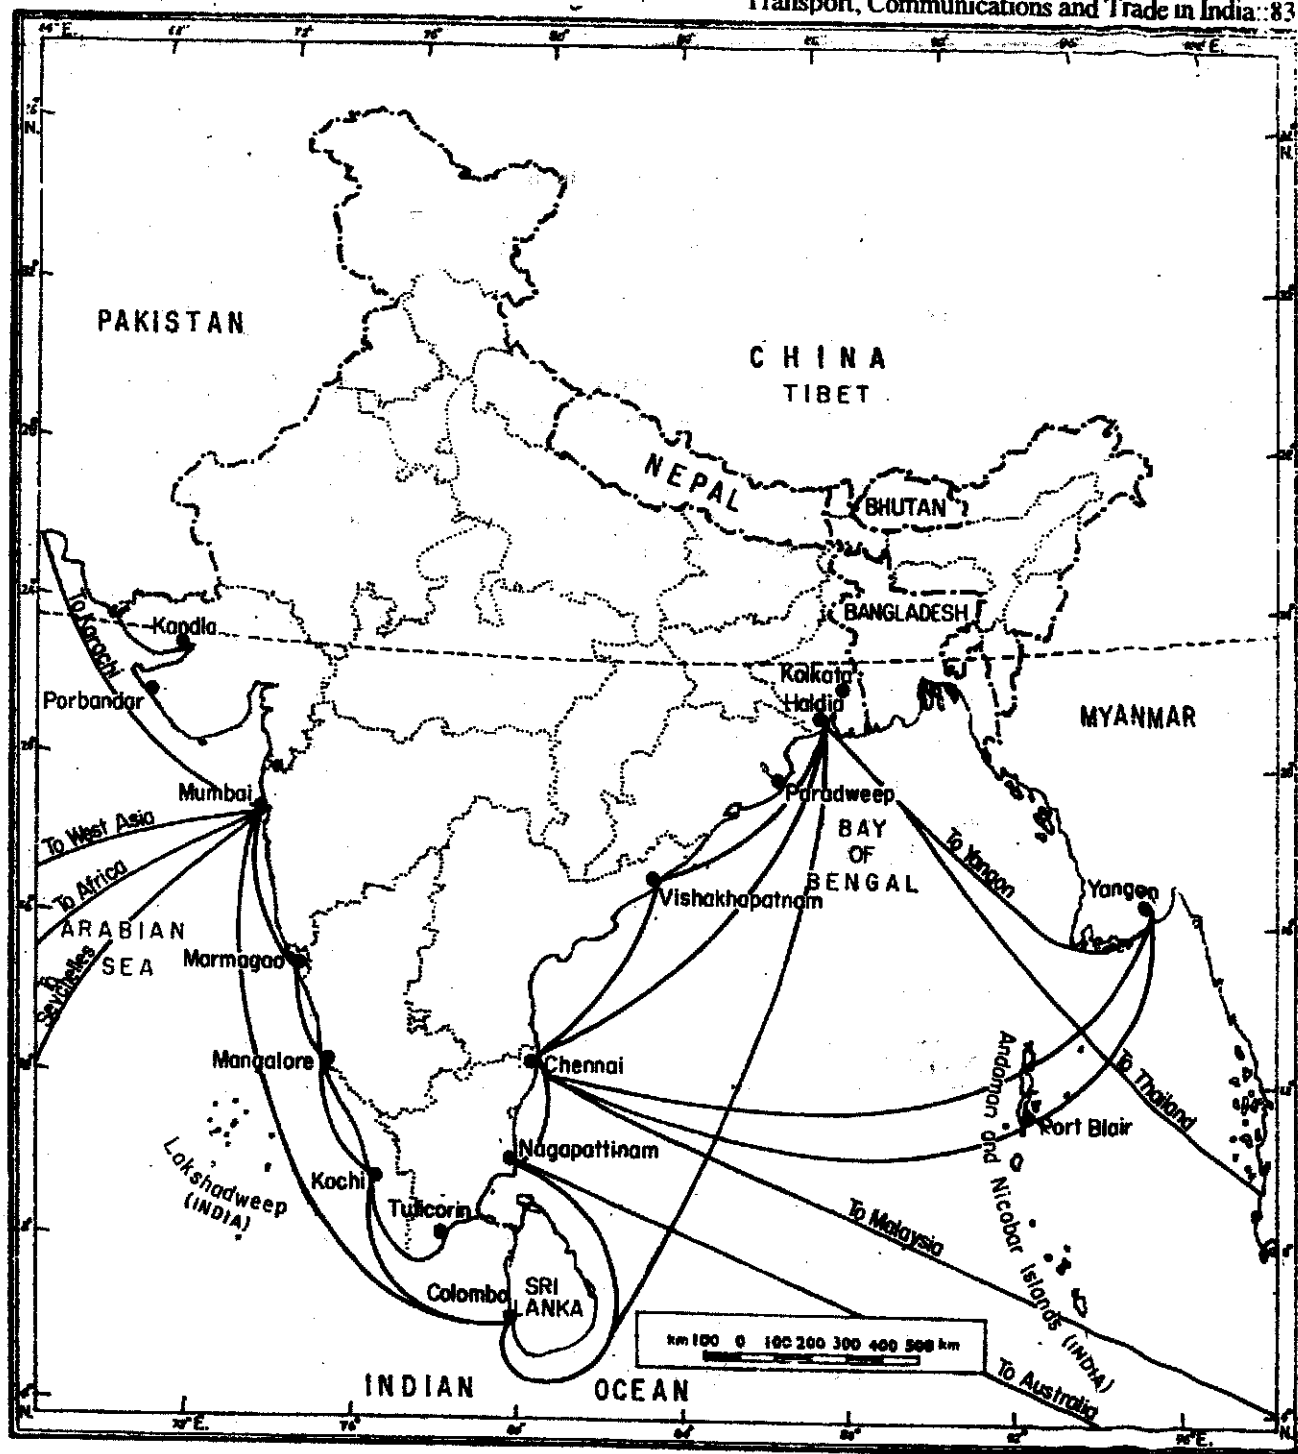 Transport, Communications and Trade in India::83
PAKISTAN
CHINA
TIBET
NEPAL
BHUTAN
BANGLADESH
To Karachi
Kandla
Porbandar
Kolkata
Haldia
MYANMAR
Mumbai
Paradweep
To West Asia
BAY
OF
BENGAL
To Africa
To Yangon
Vishakhapatnam
Yangon
ARABIAN
SEA
To
Seychelles
Marmagao
Mangalore
Chennai
Andaman and Nicobar Islands (INDIA)
To Thailand
Port Blair
Lakshadweep
(INDIA)
Kochi
Nagapattinam
Tuticorin
To Malaysia
Colombo
SRI
LANKA
km 100 0 100 200 300 400 500 km
To Australia
INDIAN OCEAN